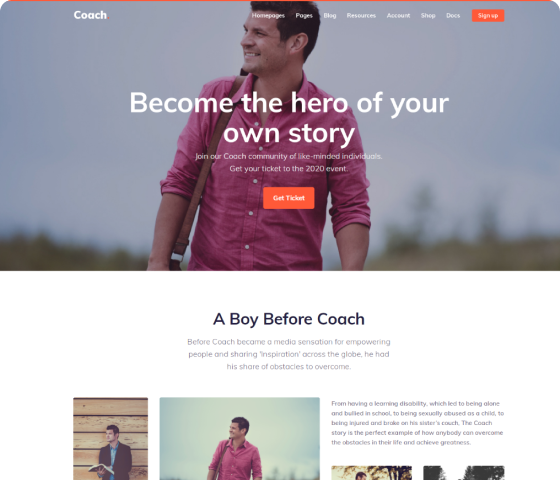 Coach
Homepages Pages Blog Resources Account Shop Docs Sign up
Become the hero of your
own story
Join our Coach community of like-minded individuals.
Get your ticket to the 2020 event.
Get Ticket
A Boy Before Coach
Before Coach became a media sensation for empowering
people and sharing 'Inspiration' across the globe, he had
his share of obstacles to overcome.
From having a learning disability, which led to being alone
and bullied in school, to being sexually abused as a child, to
being injured and broke on his sister's couch. The Coach
story is the perfect example of how anybody can overcome
the obstacles in their life and achieve greatness.